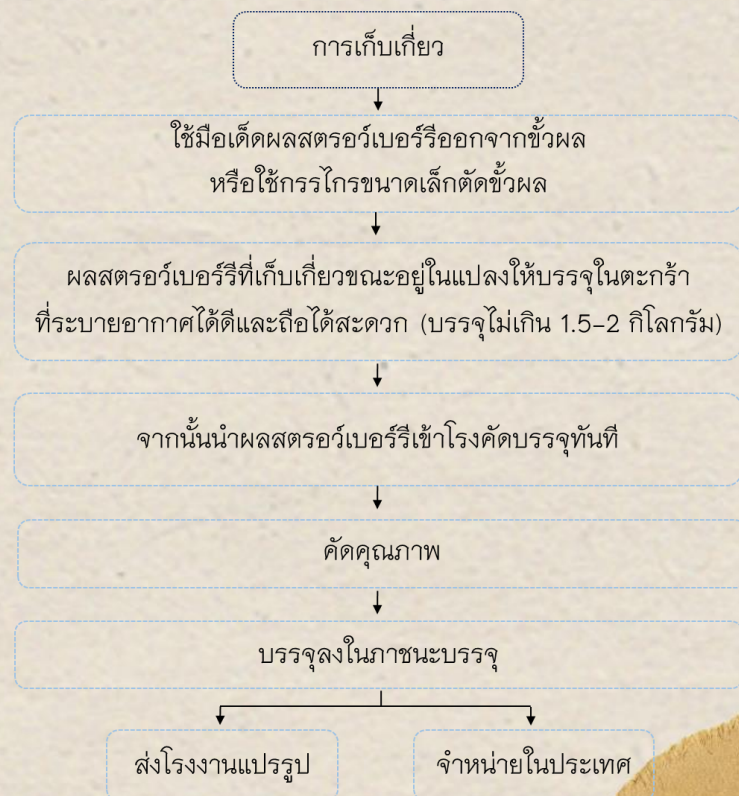 การเก็บเกี่ยว
ใช้มือเด็ดผลสตรอว์เบอร์รีออกจากขั้วผล
หรือใช้กรรไกรขนาดเล็กตัดขั้วผล
ผลสตรอว์เบอร์รีที่เก็บเกี่ยวขณะอยู่ในแปลงให้บรรจุในตะกร้า
ที่ระบายอากาศได้ดีและถือได้สะดวก (บรรจุไม่เกิน 1.5-2 กิโลกรัม)
จากนั้นนำผลสตรอว์เบอร์รีเข้าโรงคัดบรรจุทันที
คัดคุณภาพ
บรรจุลงในภาชนะบรรจุ
ส่งโรงงานแปรรูป
จำหน่ายในประเทศ